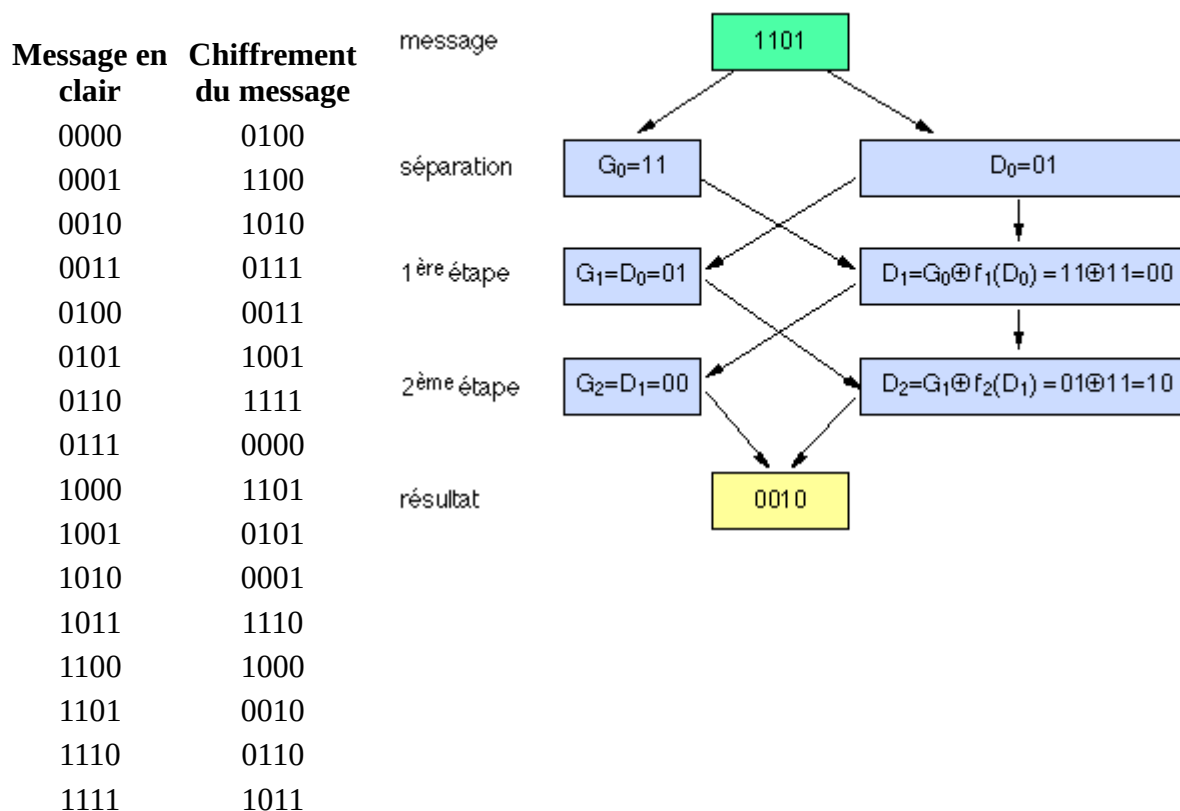 Message en clair Chiffrement du message
0000 0100
0001 1100
0010 1010
0011 0111
0100 0011
0101 1001
0110 1111
0111 0000
1000 1101
1001 0101
1010 0001
1011 1110
1100 1000
1101 0010
1110 0110
1111 1011
message 1101
séparation G₀=11 D₀=01
1ère étape G₁=D₀=01 D₁=G₀⊕f₁(D₀)=11⊕11=00
2ème étape G₂=D₁=00 D₂=G₁⊕f₂(D₁)=01⊕11=10
résultat 0010